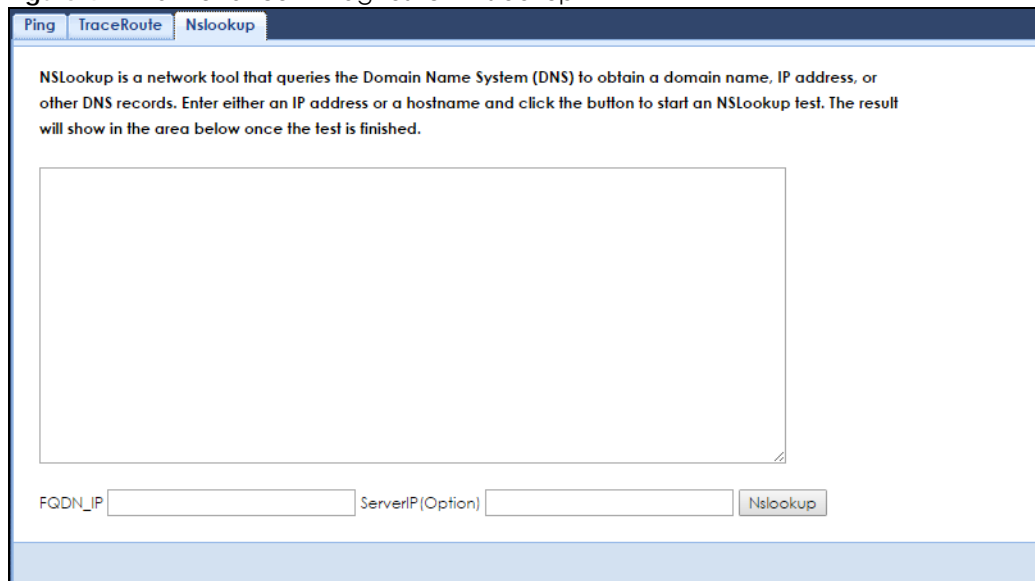 Ping TraceRoute Nslookup
NSLookup is a network tool that queries the Domain Name System (DNS) to obtain a domain name, IP address, or
other DNS records. Enter either an IP address or a hostname and click the button to start an NSLookup test. The result
will show in the area below once the test is finished.
FQDN_IP ServerIP(Option) Nslookup